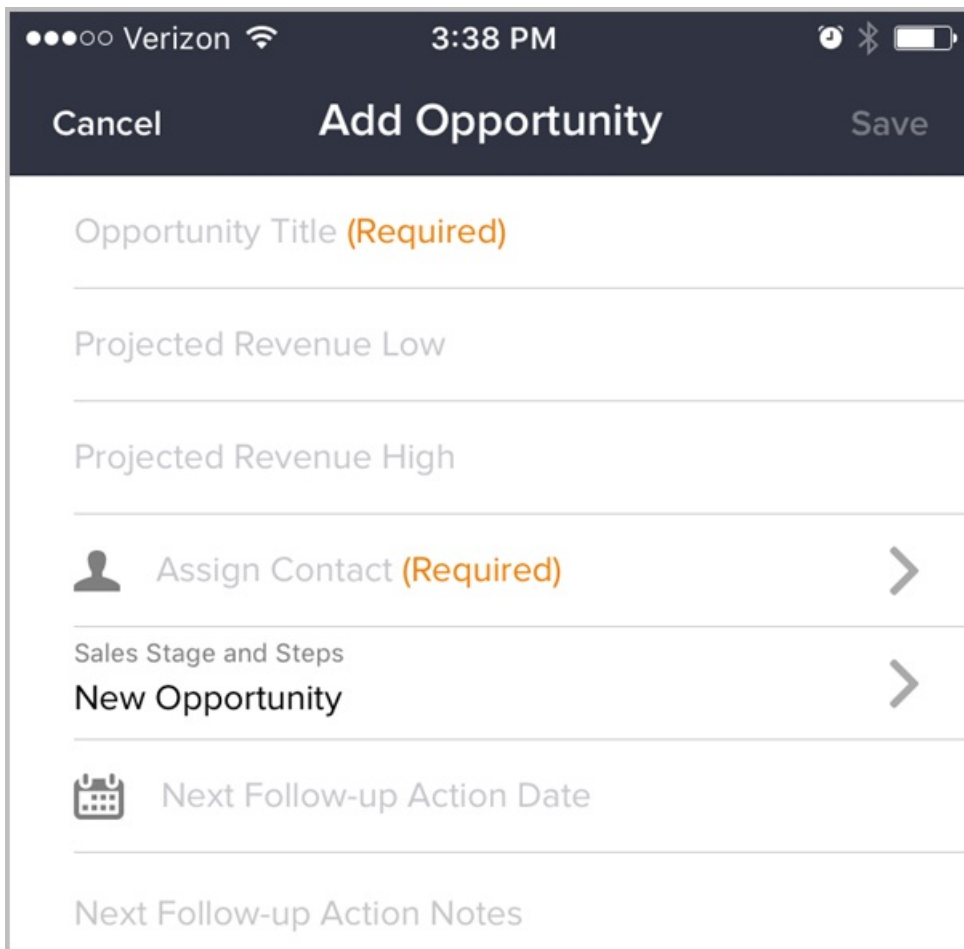 Verizon 3:38 PM
Cancel Add Opportunity Save
Opportunity Title (Required)
Projected Revenue Low
Projected Revenue High
Assign Contact (Required)
Sales Stage and Steps
New Opportunity
Next Follow-up Action Date
Next Follow-up Action Notes